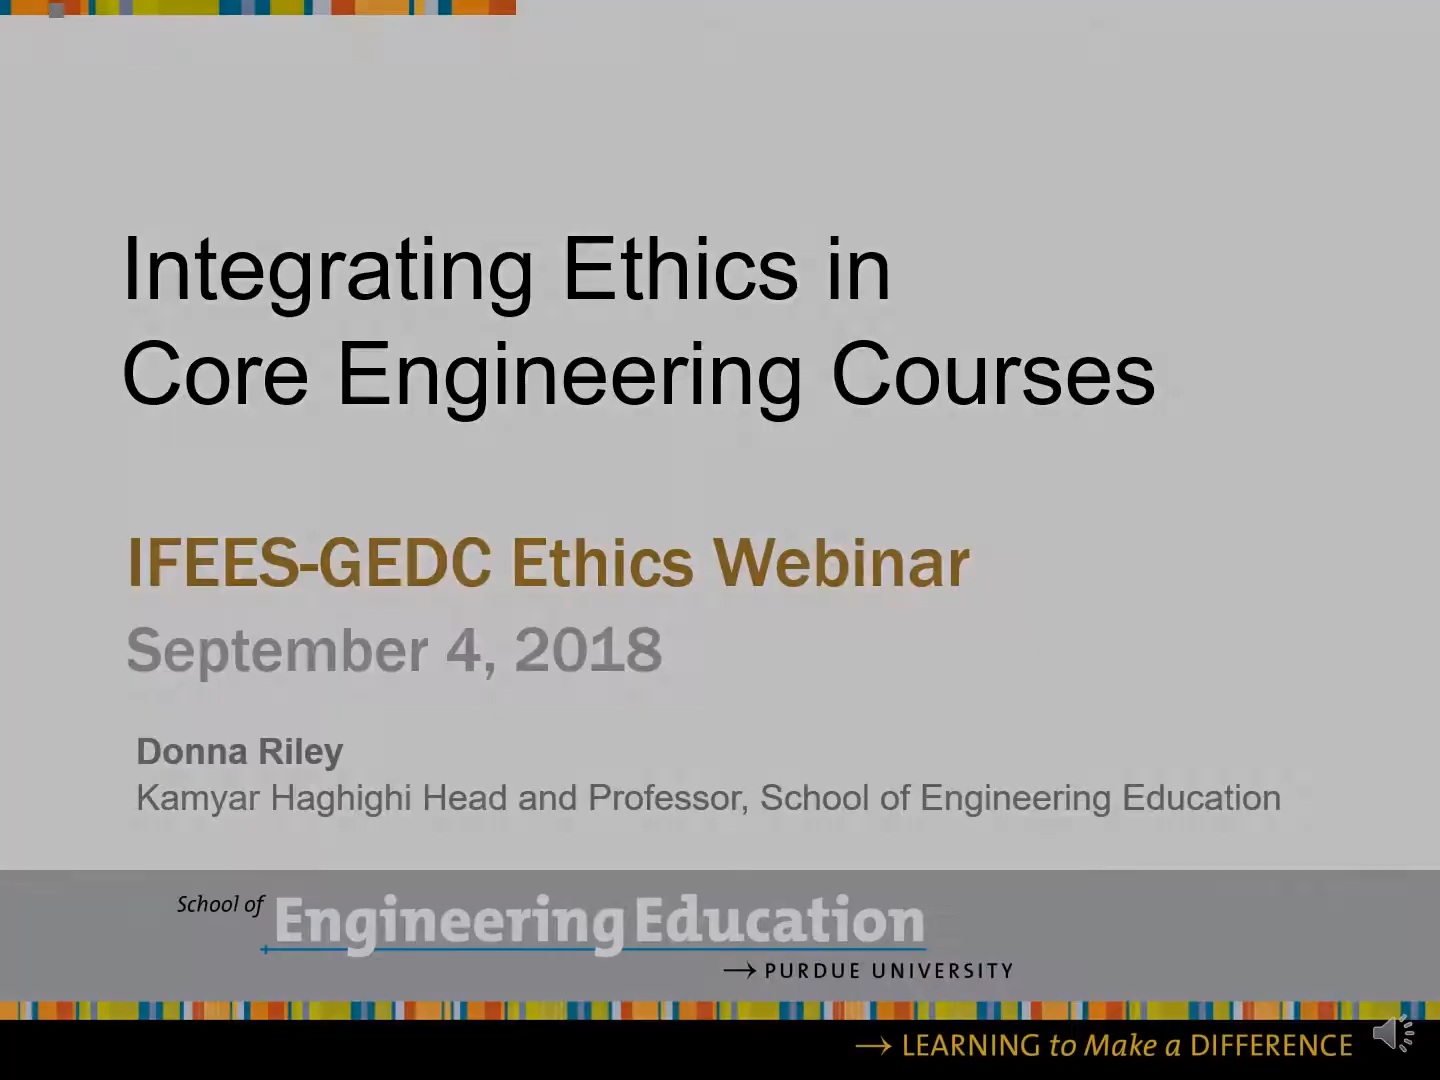 Integrating Ethics in
Core Engineering Courses
IFEES-GEDC Ethics Webinar
September 4, 2018
Donna Riley
Kamyar Haghighi Head and Professor, School of Engineering Education
School of Engineering Education
→ PURDUE UNIVERSITY
→ LEARNING to Make a DIFFERENCE